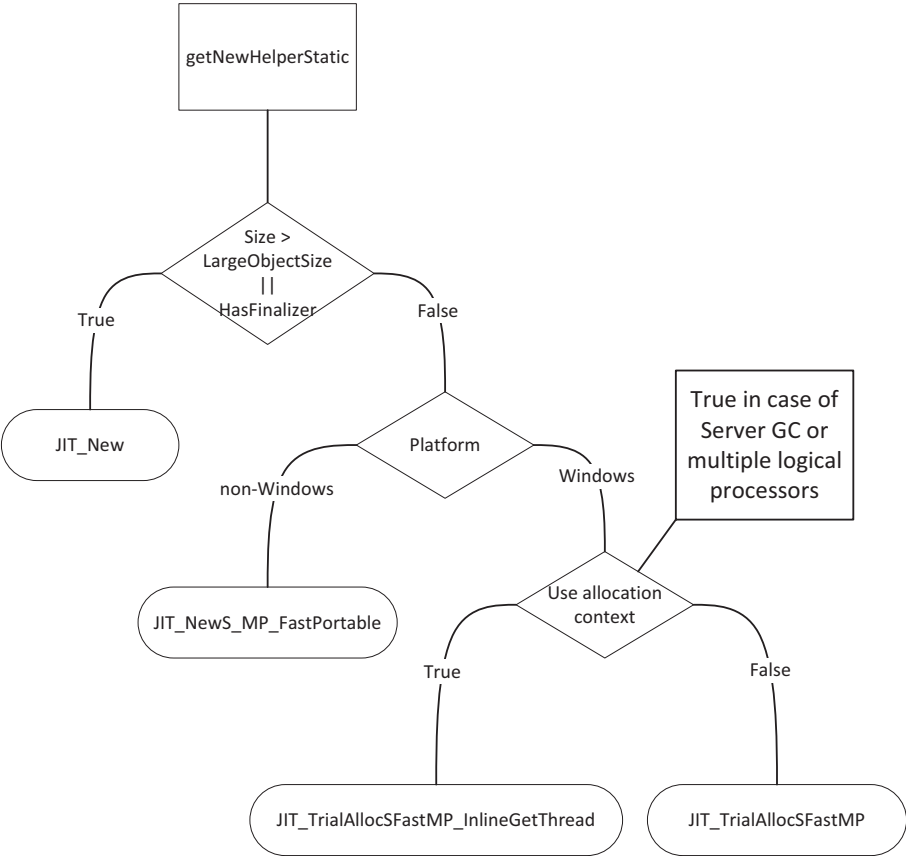 getNewHelperStatic
Size >
LargeObjectSize
||
HasFinalizer
True
False
JIT_New
Platform
True in case of
Server GC or
multiple logical
processors
non-Windows
Windows
JIT_NewS_MP_FastPortable
Use allocation
context
True
False
JIT_TrialAllocSFastMP_InlineGetThread
JIT_TrialAllocSFastMP